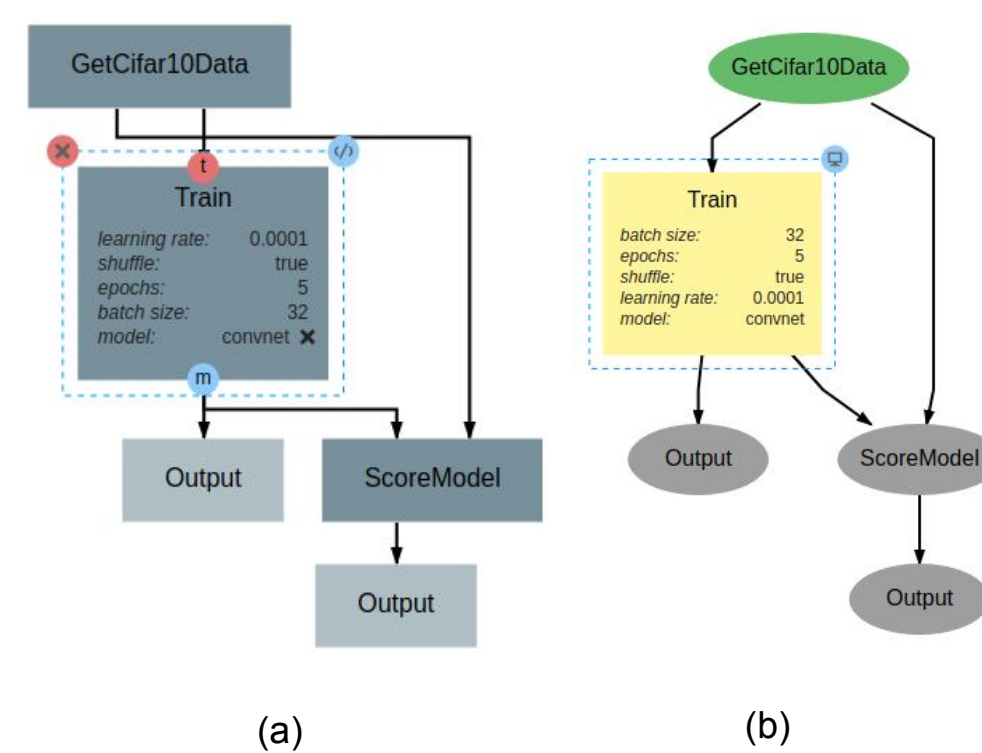 GetCifar10Data
</>
t
Train
learning rate: 0.0001
shuffle: true
epochs: 5
batch size: 32
model: convnet
m
Output
ScoreModel
Output
(a)
GetCifar10Data
Train
batch size: 32
epochs: 5
shuffle: true
learning rate: 0.0001
model: convnet
Output
ScoreModel
Output
(b)